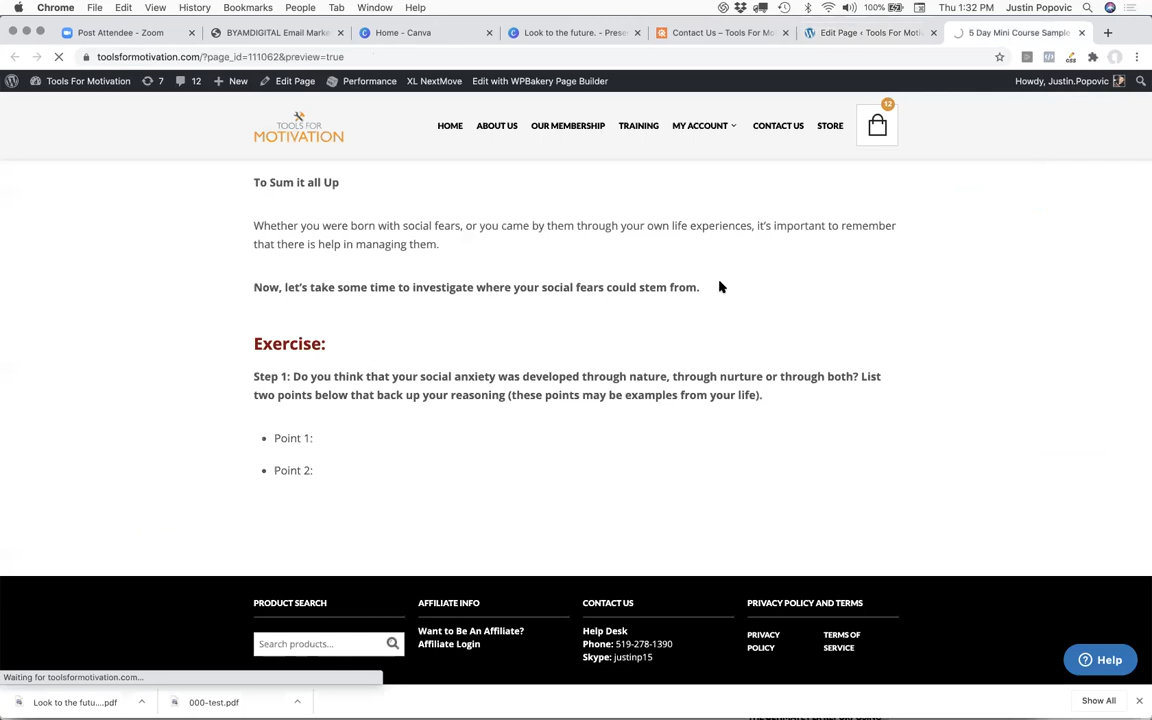 Chrome File Edit View History Bookmarks People Tab Window Help 100% Thu 1:32 PM Justin Popovic
Post Attendee - Zoom BYAMDIGITAL Email Marke Home - Canva Look to the future. - Prese Contact Us – Tools For Mo Edit Page ‹ Tools For Motiv 5 Day Mini Course Sample
toolsformotivation.com/?page_id=111062&preview=true
Tools For Motivation 7 12 New Edit Page Performance XL NextMove Edit with WPBakery Page Builder Howdy, Justin.Popovic
12
TOOLS FOR
MOTIVATION
HOME ABOUT US OUR MEMBERSHIP TRAINING MY ACCOUNT CONTACT US STORE
To Sum it all Up
Whether you were born with social fears, or you came by them through your own life experiences, it’s important to remember
that there is help in managing them.
Now, let’s take some time to investigate where your social fears could stem from.
Exercise:
Step 1: Do you think that your social anxiety was developed through nature, through nurture or through both? List
two points below that back up your reasoning (these points may be examples from your life).
• Point 1:
• Point 2:
PRODUCT SEARCH AFFILIATE INFO CONTACT US PRIVACY POLICY AND TERMS
Search products...
Want to Be An Affiliate?
Affiliate Login
Help Desk
Phone: 519-278-1390
Skype: justinp15
PRIVACY
POLICY
TERMS OF
SERVICE
Help
Waiting for toolsformotivation.com...
Look to the futu....pdf 000-test.pdf Show All